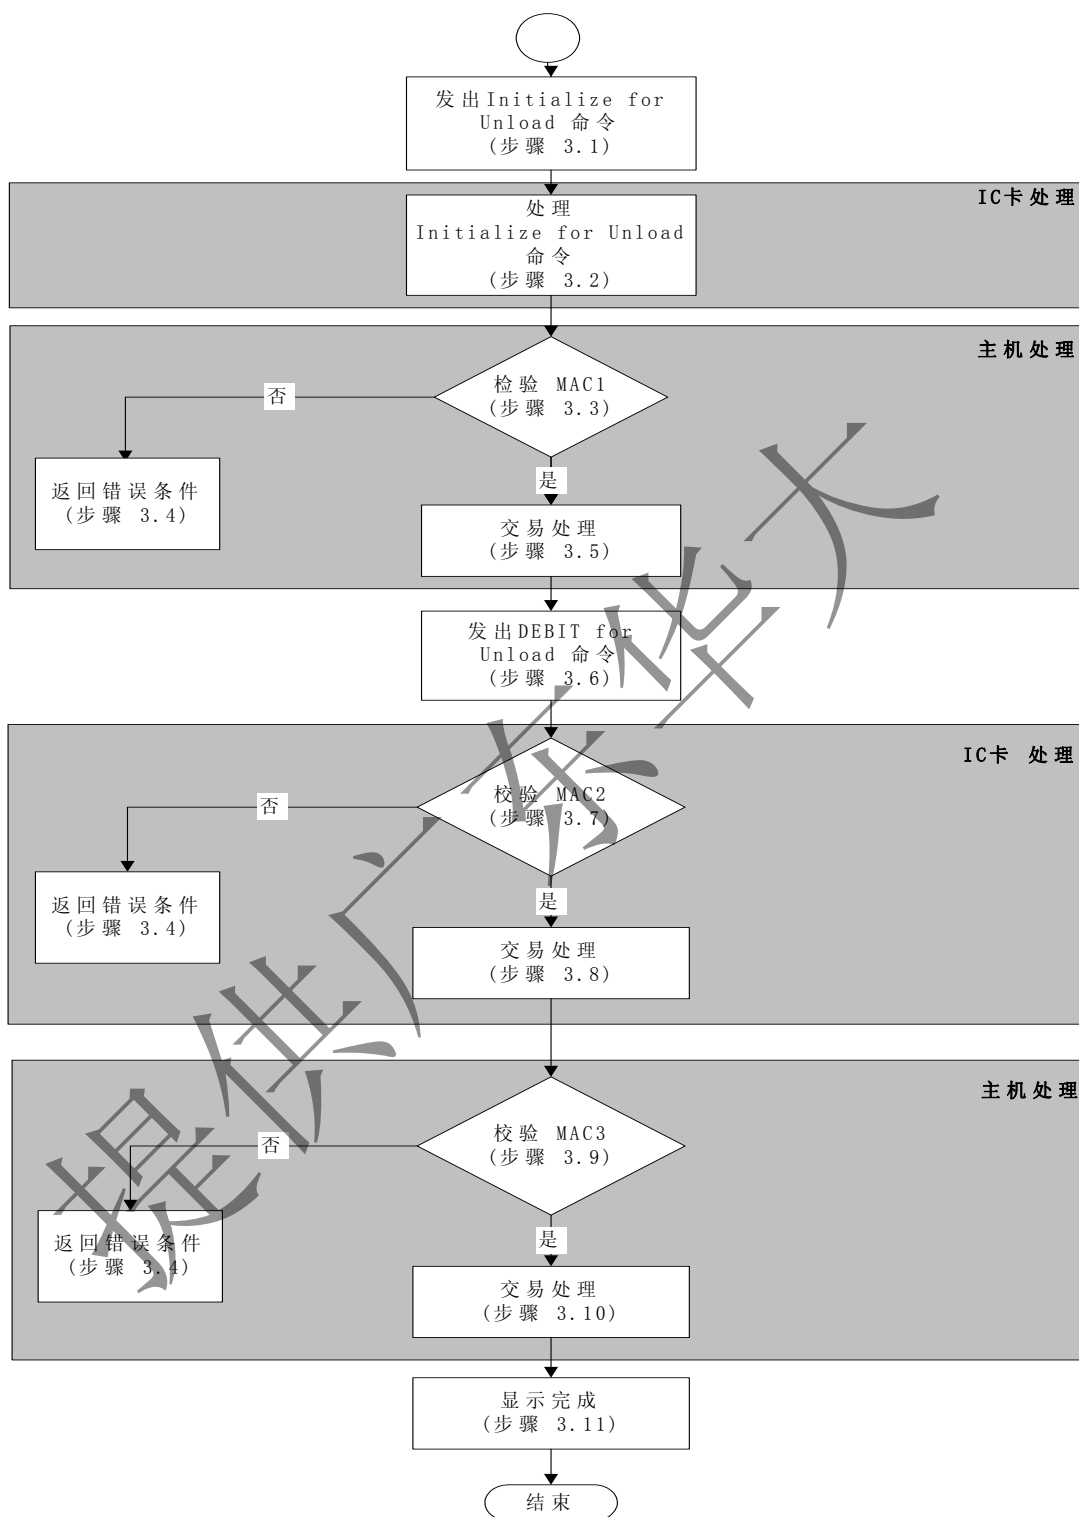 发出Initialize for
Unload 命令
(步骤 3.1)
IC卡处理
处理
Initialize for Unload
命令
(步骤 3.2)
主机处理
检验 MAC1
(步骤 3.3)
否
返回错误条件
(步骤 3.4)
是
交易处理
(步骤 3.5)
发出DEBIT for
Unload 命令
(步骤 3.6)
IC卡 处理
校验 MAC2
(步骤 3.7)
否
返回错误条件
(步骤 3.4)
是
交易处理
(步骤 3.8)
主机处理
校验 MAC3
(步骤 3.9)
否
返回错误条件
(步骤 3.4)
是
交易处理
(步骤 3.10)
显示完成
(步骤 3.11)
结束
提供广东华大